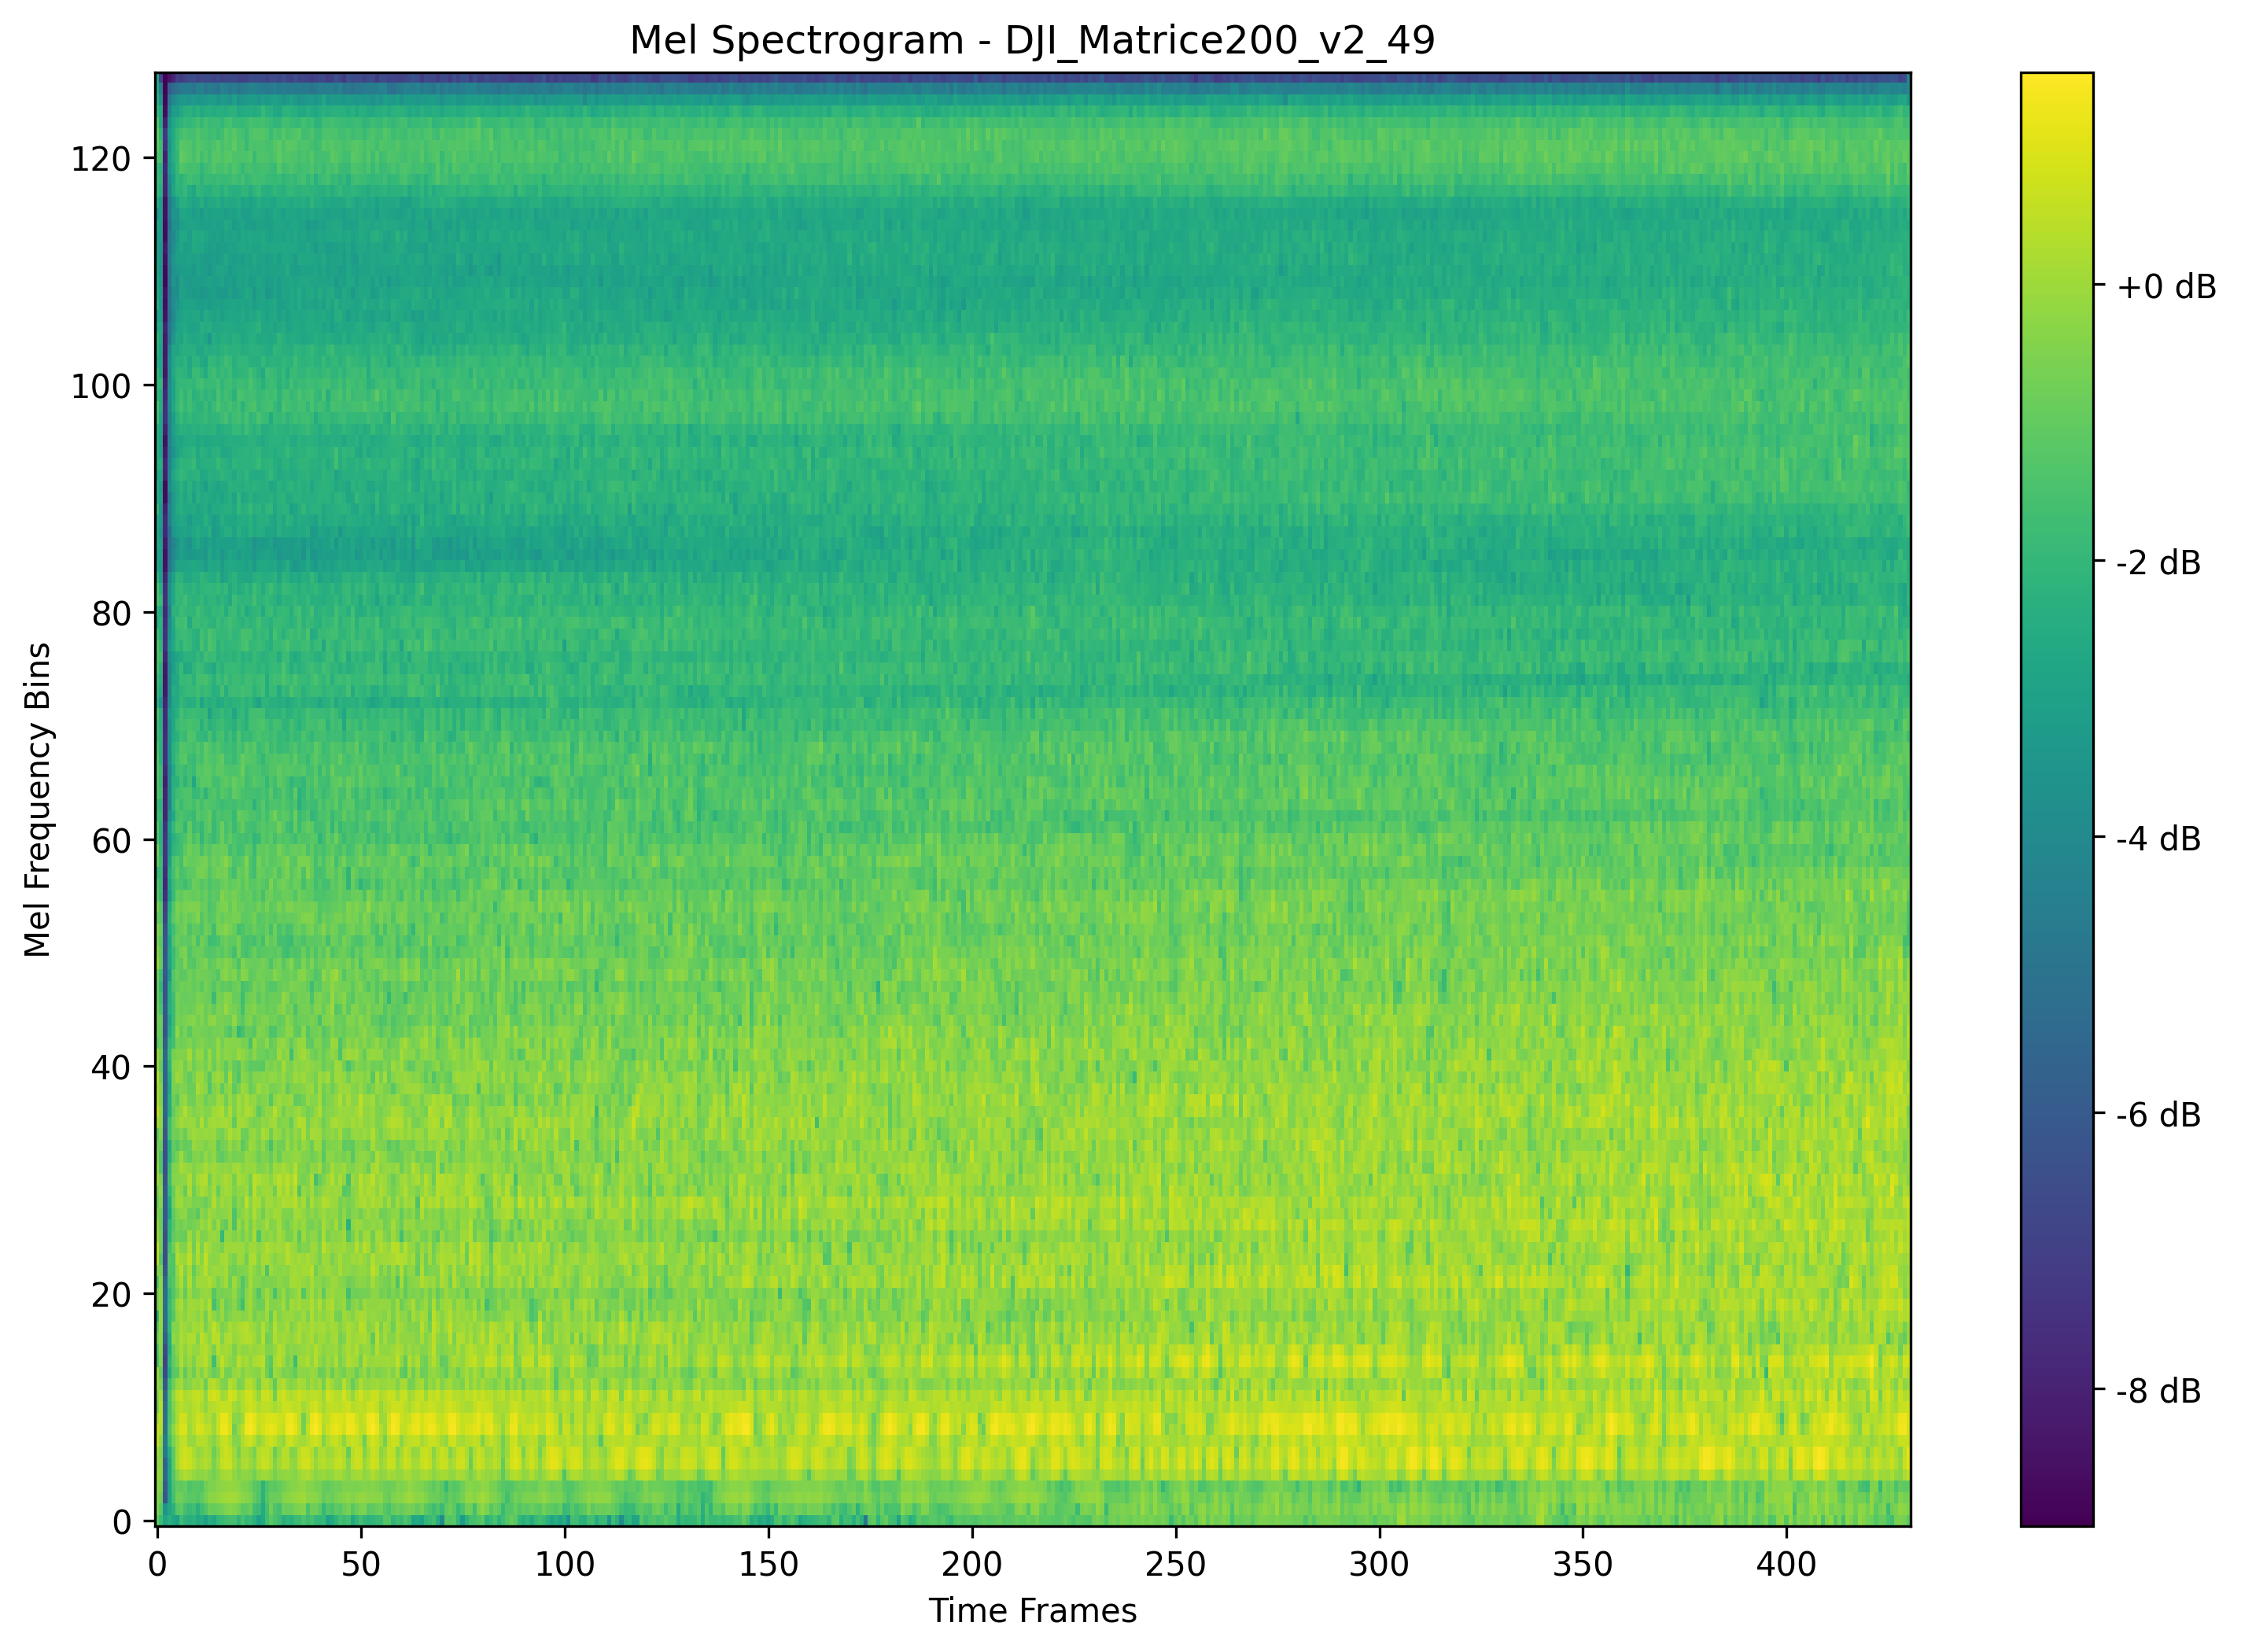 Mel Spectrogram - DJI_Matrice200_v2_49
Mel Frequency Bins
120
100
80
60
40
20
0
0 50 100 150 200 250 300 350 400
Time Frames
+0 dB
-2 dB
-4 dB
-6 dB
-8 dB